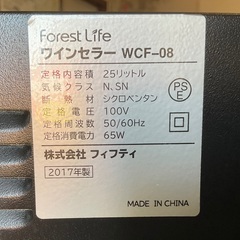 Forest Life
ワインセラー WCF-08
定格内容積 25リットル
気候クラス N、SN
断熱材 シクロペンタン
定格電圧 100V
定格周波数 50/60Hz
定格消費電力 65W
PSE
株式会社 フィフティ
2017年製
MADE IN CHINA